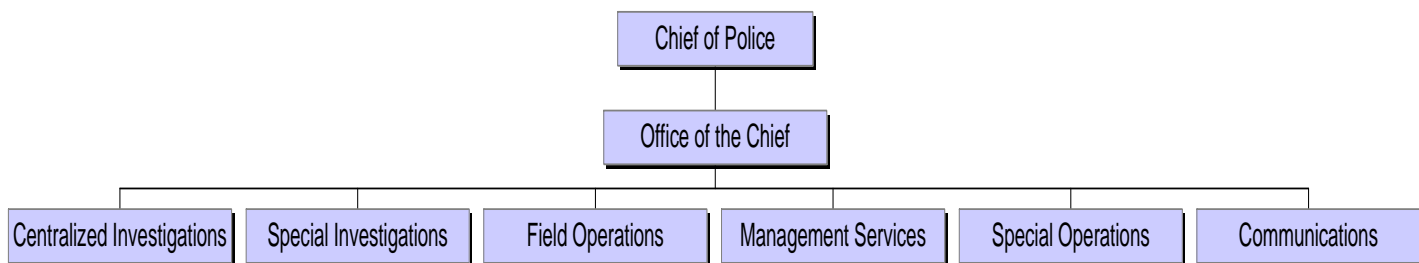 Chief of Police
Office of the Chief
Centralized Investigations
Special Investigations
Field Operations
Management Services
Special Operations
Communications